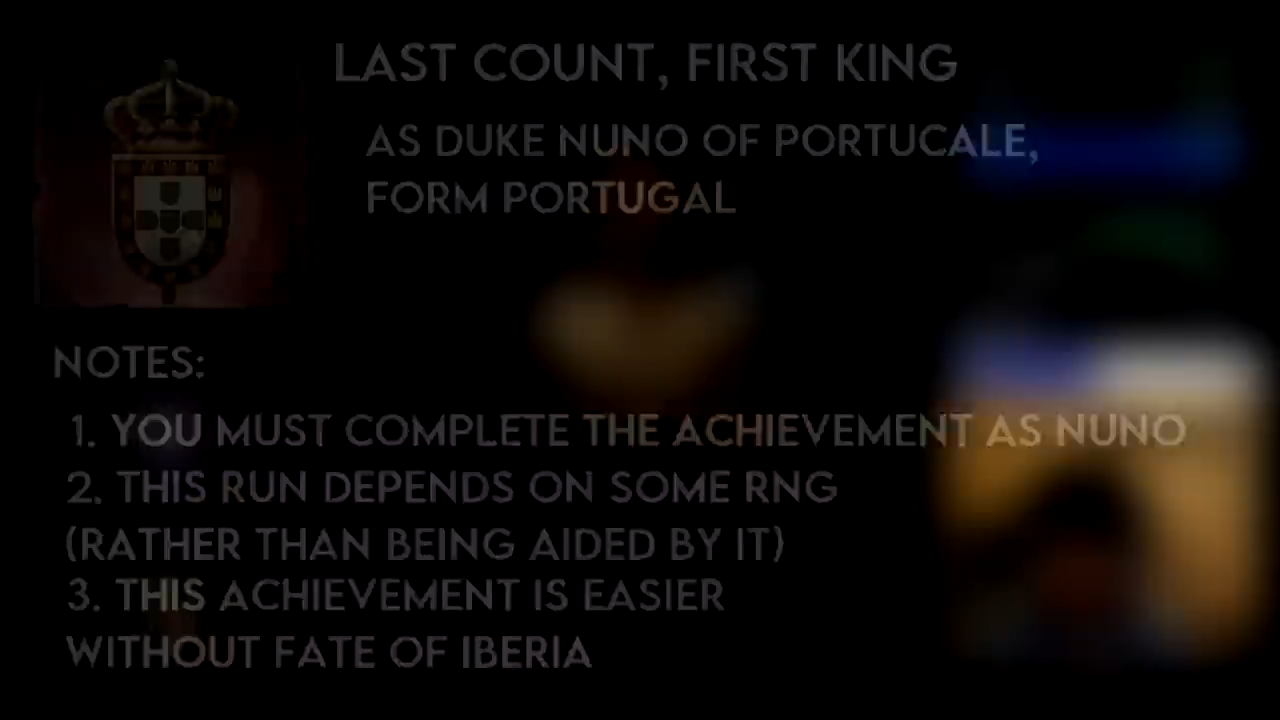 LAST COUNT, FIRST KING
AS DUKE NUNO OF PORTUCALE,
FORM PORTUGAL
NOTES:
1. YOU MUST COMPLETE THE ACHIEVEMENT AS NUNO
2. THIS RUN DEPENDS ON SOME RNG
(RATHER THAN BEING AIDED BY IT)
3. THIS ACHIEVEMENT IS EASIER
WITHOUT FATE OF IBERIA